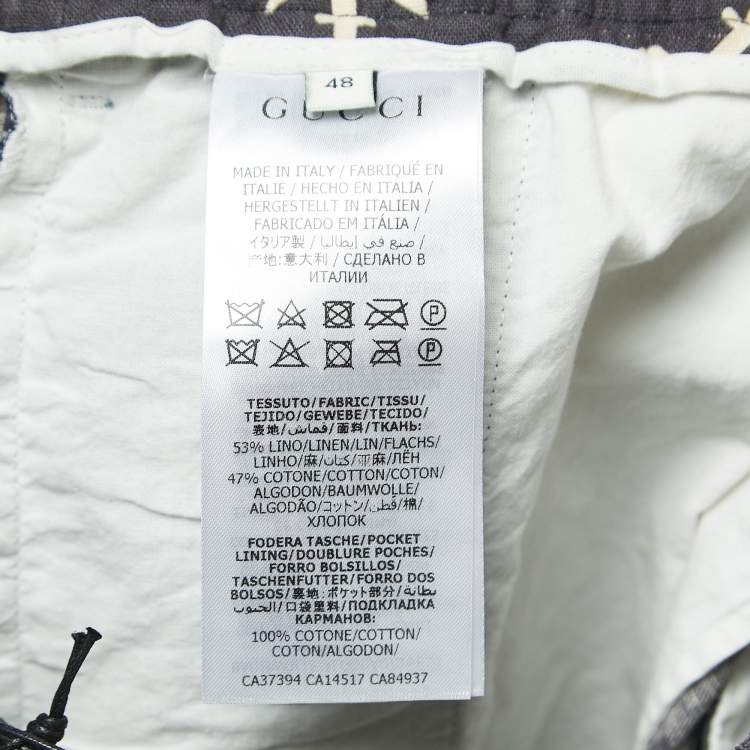 48
GUCCI
MADE IN ITALY / FABRIQUÉ EN
ITALIE / HECHO EN ITALIA /
HERGESTELLT IN ITALIEN /
FABRICADO EM ITÁLIA /
イタリア製 / صنع في إيطاليا /
地:意大利 / СДЕЛАНО В
ИТАЛИИ
TESSUTO/FABRIC/TISSU/
TEJIDO/GEWEBE/TECIDO/
表地/قماش/面料/ТКАНЬ:
53% LINO/LINEN/LIN/FLACHS/
LINHO/麻/كتان/亚麻/ЛЁН
47% COTONE/COTTON/COTON/
ALGODON/BAUMWOLLE/
ALGODÃO/コットン/قطن/棉/
ХЛОПОК
FODERA TASCHE/POCKET
LINING/DOUBLURE POCHES/
FORRO BOLSILLOS/
TASCHENFUTTER/FORRO DOS
BOLSOS/裏地:ポケット部分/بطانة
الجيوب/口袋里料/ПОДКЛАДКА
КАРМАНОВ:
100% COTONE/COTTON/
COTON/ALGODON/
CA37394 CA14517 CA84937